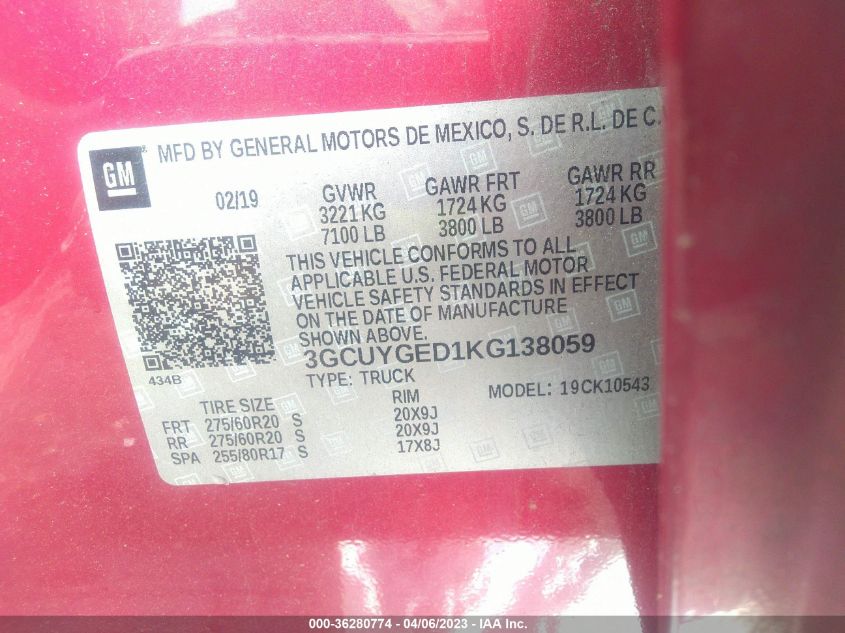 GM
MFD BY GENERAL MOTORS DE MEXICO, S. DE R.L. DE C.
02/19
GVWR
3221 KG
7100 LB
GAWR FRT
1724 KG
3800 LB
GAWR RR
1724 KG
3800 LB
THIS VEHICLE CONFORMS TO ALL
APPLICABLE U.S. FEDERAL MOTOR
VEHICLE SAFETY STANDARDS IN EFFECT
ON THE DATE OF MANUFACTURE
SHOWN ABOVE.
434B
3GCUYGED1KG138059
TYPE: TRUCK
MODEL: 19CK10543
TIRE SIZE
RIM
FRT 275/60R20 S 20X9J
RR 275/60R20 S 20X9J
SPA 255/80R17 S 17X8J
000-36280774 - 04/06/2023 - IAA Inc.